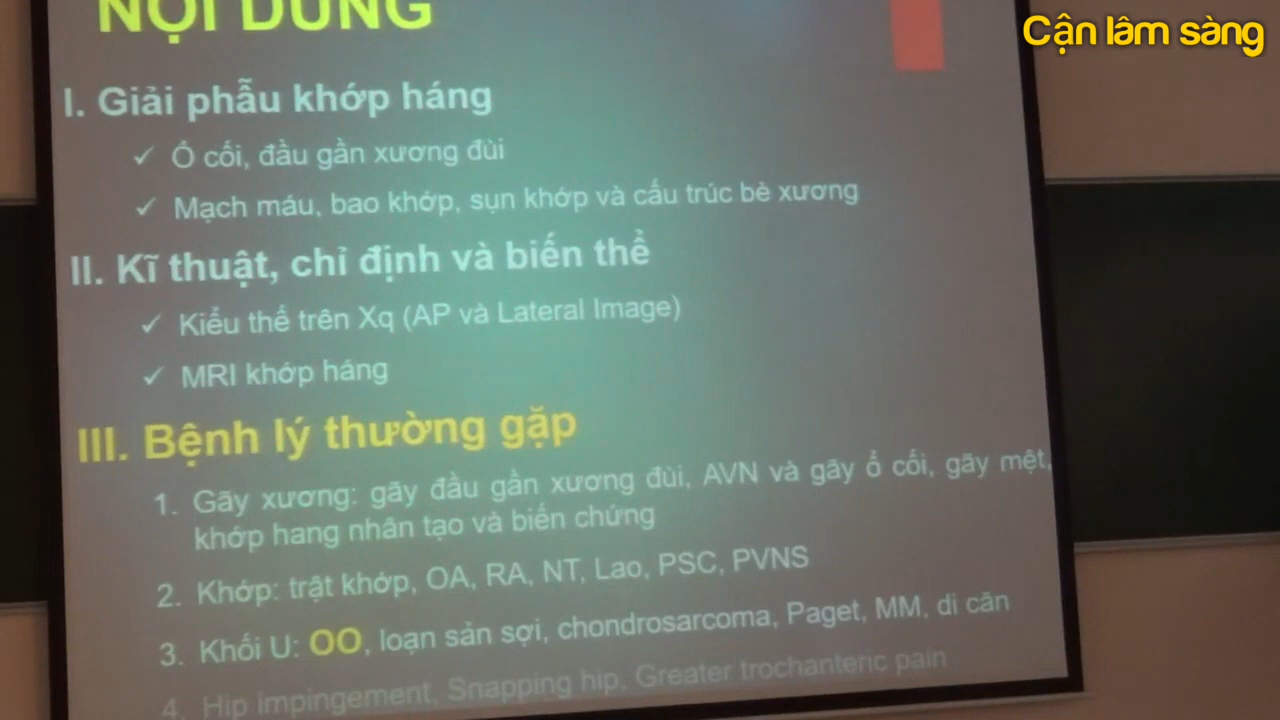 NỘI DUNG
Cận lâm sàng
I. Giải phẫu khớp háng
✓ Ổ cối, đầu gần xương đùi
✓ Mạch máu, bao khớp, sụn khớp và cấu trúc bè xương
II. Kĩ thuật, chỉ định và biến thể
✓ Kiểu thế trên Xq (AP và Lateral Image)
✓ MRI khớp háng
III. Bệnh lý thường gặp
1. Gãy xương: gãy đầu gần xương đùi, AVN và gãy ổ cối, gãy mệt,
khớp hang nhân tạo và biến chứng
2. Khớp: trật khớp, OA, RA, NT, Lao, PSC, PVNS
3. Khối U: OO, loạn sản sợi, chondrosarcoma, Paget, MM, di căn
4. Hip impingement, Snapping hip, Greater trochanteric pain